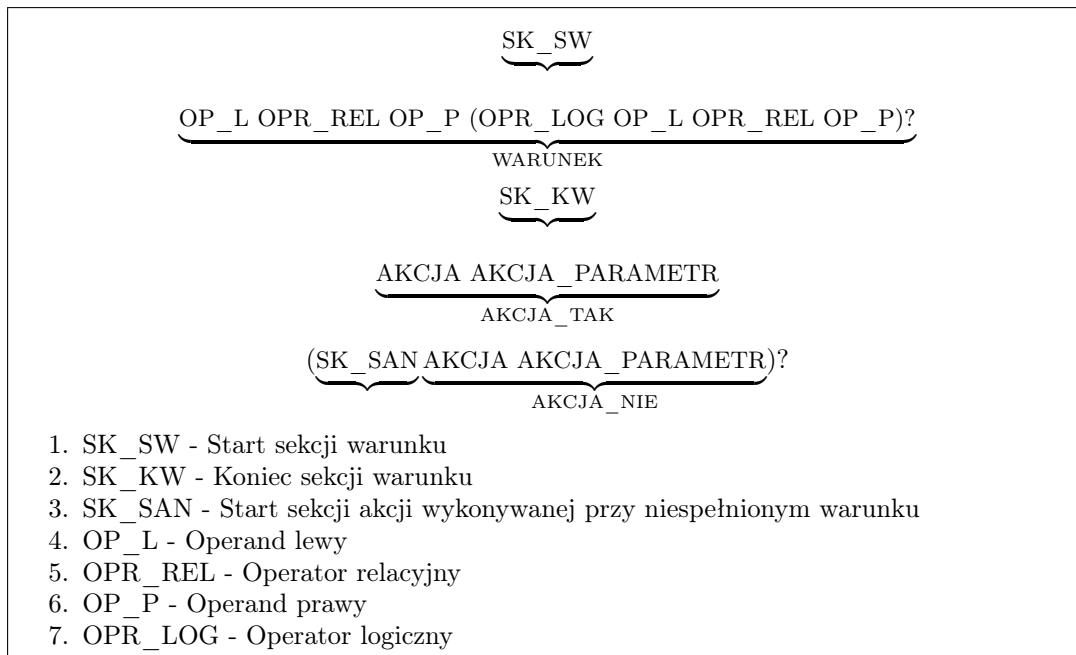 SK_SW
OP_L OPR_REL OP_P (OPR_LOG OP_L OPR_REL OP_P)?
WARUNEK
SK_KW
AKCJA AKCJA_PARAMETR
AKCJA_TAK
(SK_SAN AKCJA AKCJA_PARAMETR)?
AKCJA_NIE
1. SK_SW - Start sekcji warunku
2. SK_KW - Koniec sekcji warunku
3. SK_SAN - Start sekcji akcji wykonywanej przy niespełnionym warunku
4. OP_L - Operand lewy
5. OPR_REL - Operator relacyjny
6. OP_P - Operand prawy
7. OPR_LOG - Operator logiczny